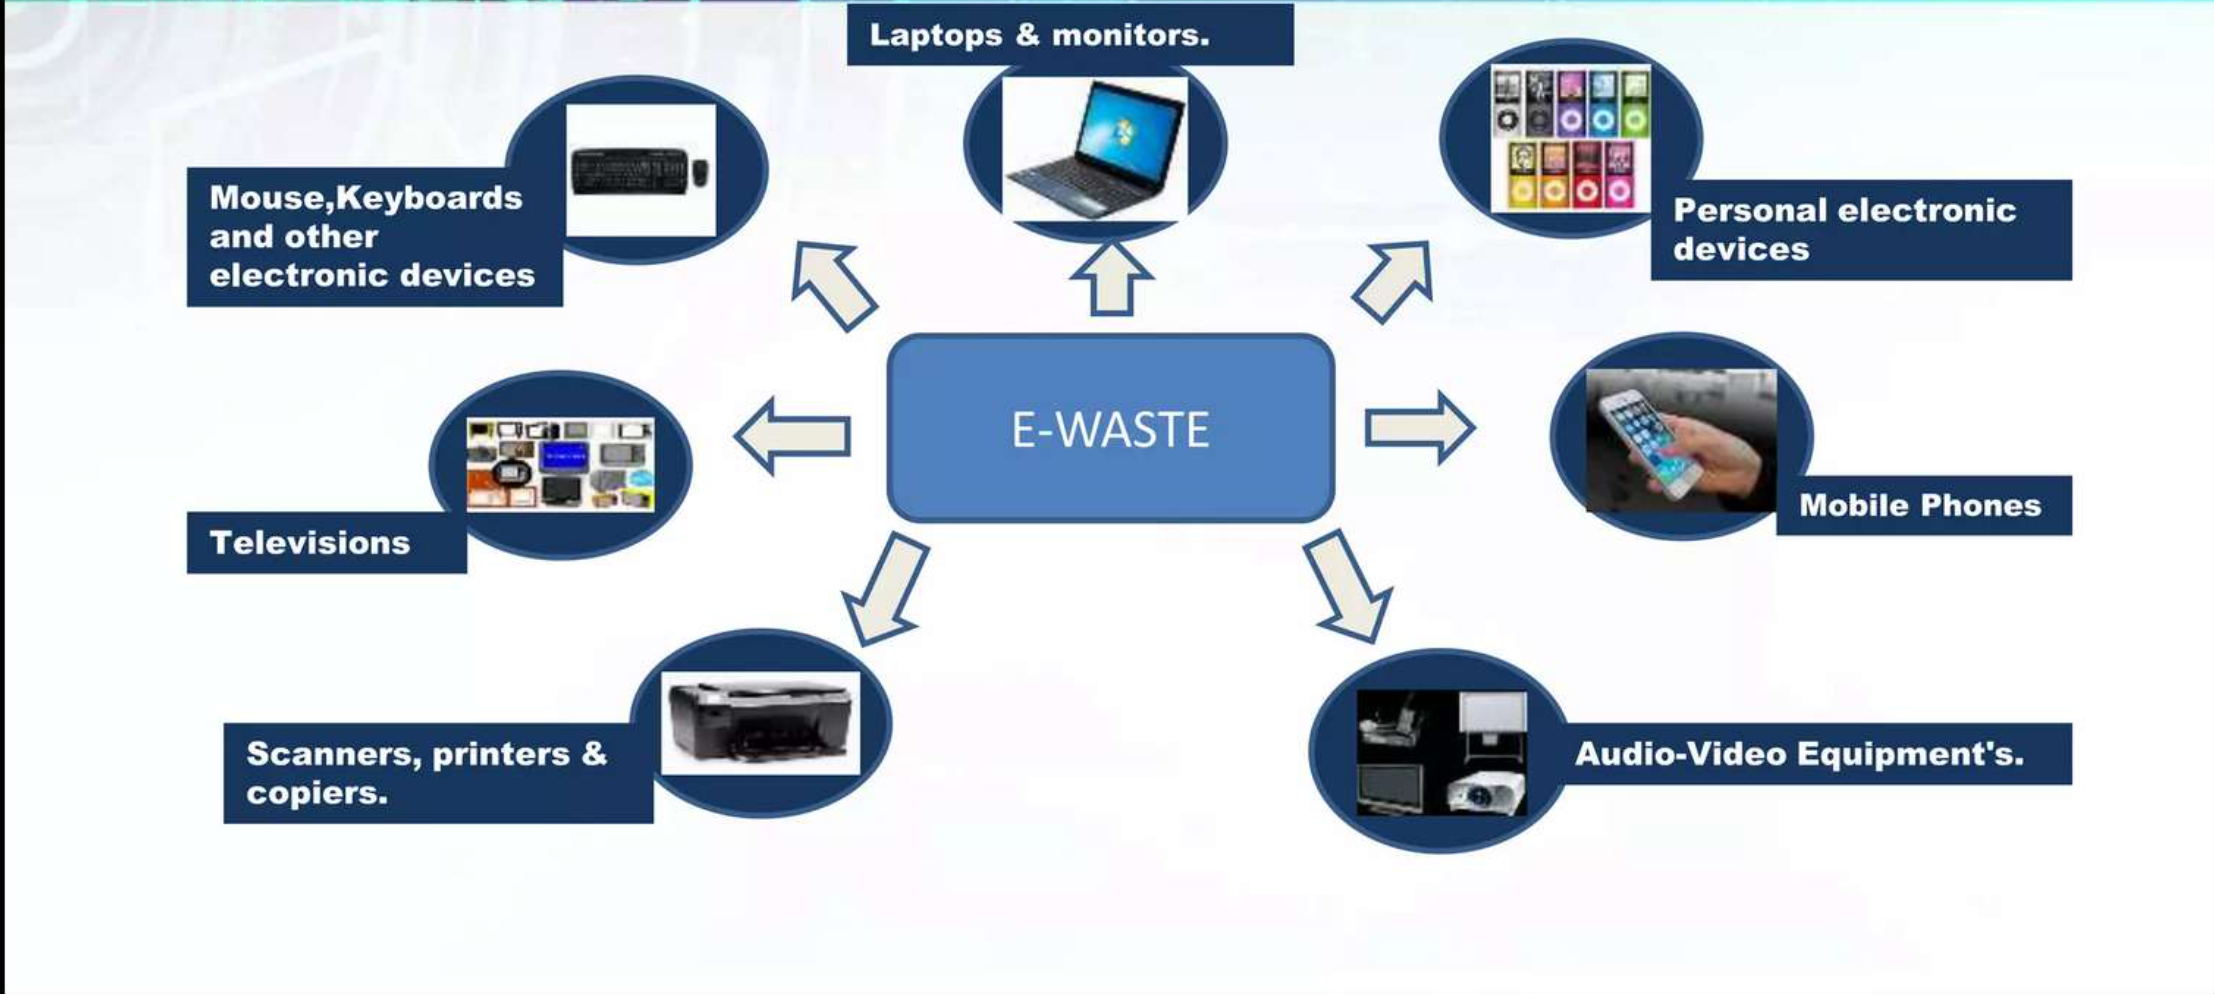 Laptops & monitors.
Mouse,Keyboards
and other
electronic devices
Personal electronic
devices
E-WASTE
Mobile Phones
Televisions
Scanners, printers &
copiers.
Audio-Video Equipment's.